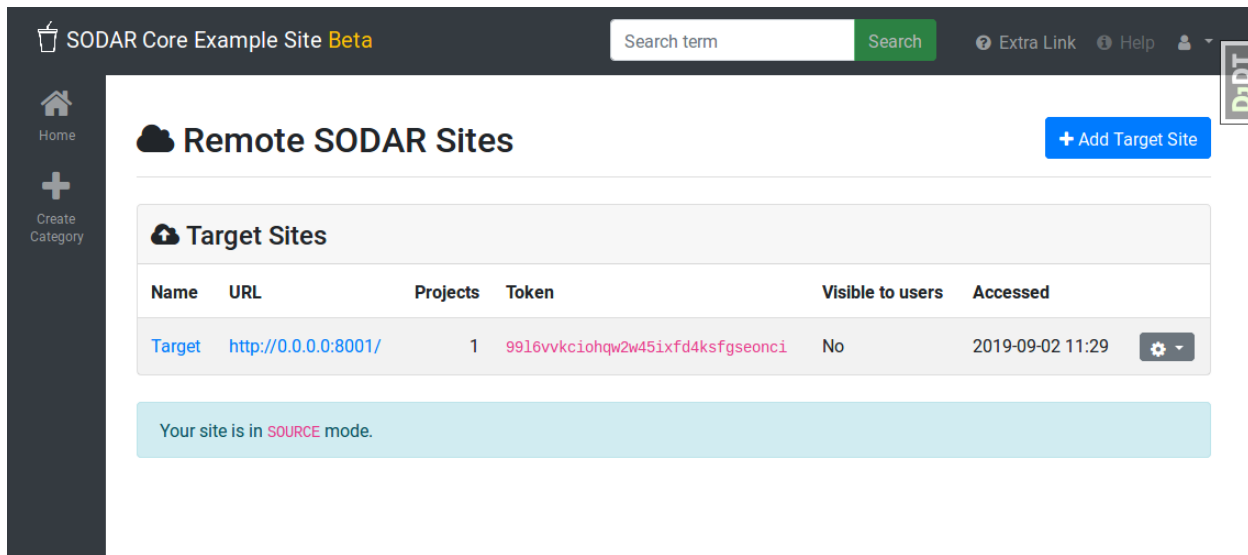 SODAR Core Example Site Beta
Search term
Search
Extra Link
Help
DjDT
Home
Create
Category
Remote SODAR Sites
+ Add Target Site
Target Sites
Name URL Projects Token Visible to users Accessed
Target http://0.0.0.0:8001/ 1 99l6vvkciohqw2w45ixfd4ksfgseonci No 2019-09-02 11:29
Your site is in SOURCE mode.